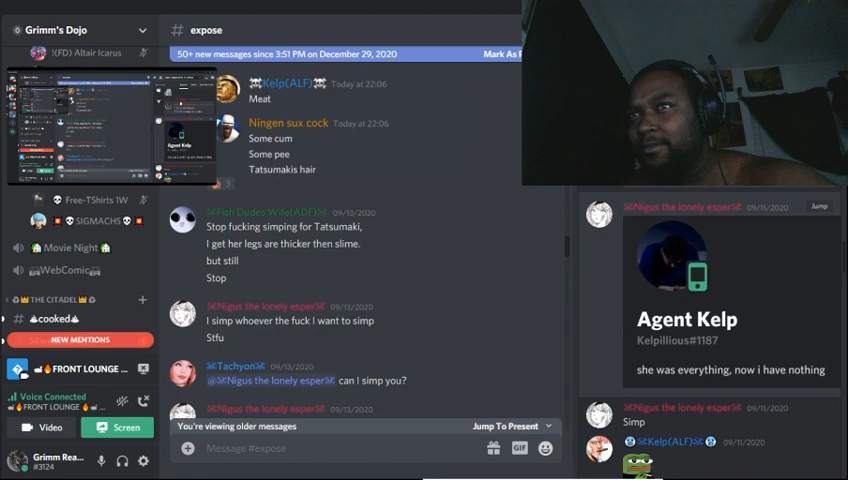 Grimm's Dojo
# expose
50+ new messages since 3:51 PM on December 29, 2020
Mark As
!(FD) Altair Icarus
Kelp(ALF) Today at 22:06
Meat
Ningen sux cock Today at 22:06
Some cum
Some pee
Tatsumakis hair
3
Free-TShirts 1W
SIGMACHS
Movie Night
WebComic
THE CITADEL
# cooked
NEW MENTIONS
FRONT LOUNGE ...
Voice Connected
FRONT LOUNGE
Video
Screen
Grimm Rea...
#3124
Fish Dudes Wife(ADF) 09/13/2020
Stop fucking simping for Tatsumaki,
I get her legs are thicker then slime.
but still
Stop
Nigus the lonely esper 09/13/2020
I simp whoever the fuck I want to simp
Stfu
Tachyon 09/13/2020
@Nigus the lonely esper can I simp you?
Nigus the lonely esper 09/13/2020
You're viewing older messages
Jump To Present
Message #expose
GIF
Nigus the lonely esper 09/11/2020
Jump
Agent Kelp
Agent Kelp
Kelpillious#1187
she was everything, now i have nothing
Nigus the lonely esper 09/11/2020
Simp
Kelp(ALF) 09/11/2020